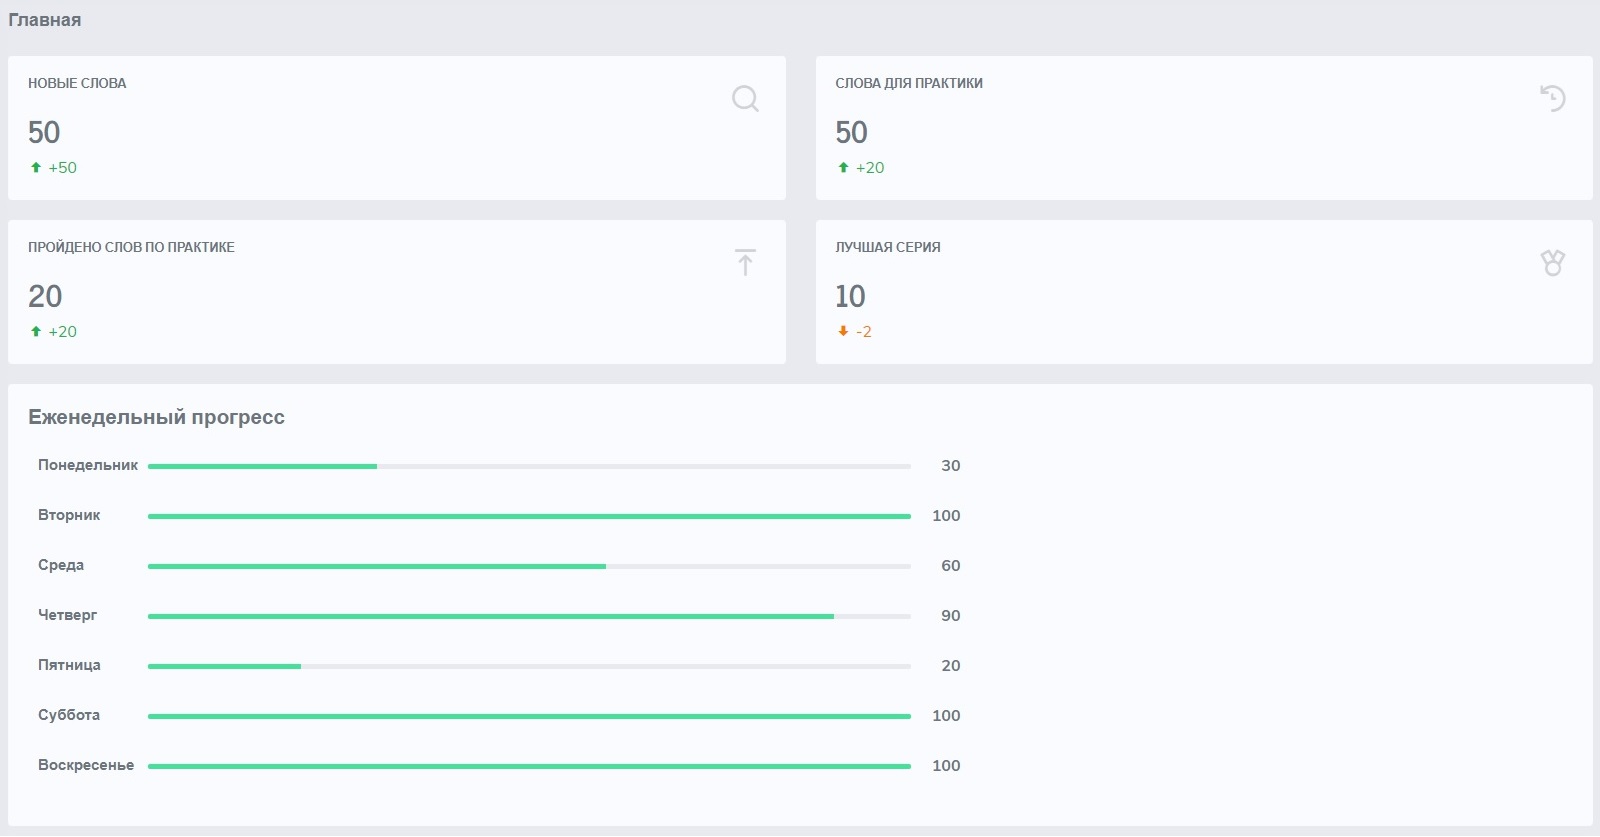 Главная
НОВЫЕ СЛОВА
50
+50
СЛОВА ДЛЯ ПРАКТИКИ
50
+20
ПРОЙДЕНО СЛОВ ПО ПРАКТИКЕ
20
+20
ЛУЧШАЯ СЕРИЯ
10
-2
Еженедельный прогресс
Понедельник 30
Вторник 100
Среда 60
Четверг 90
Пятница 20
Суббота 100
Воскресенье 100